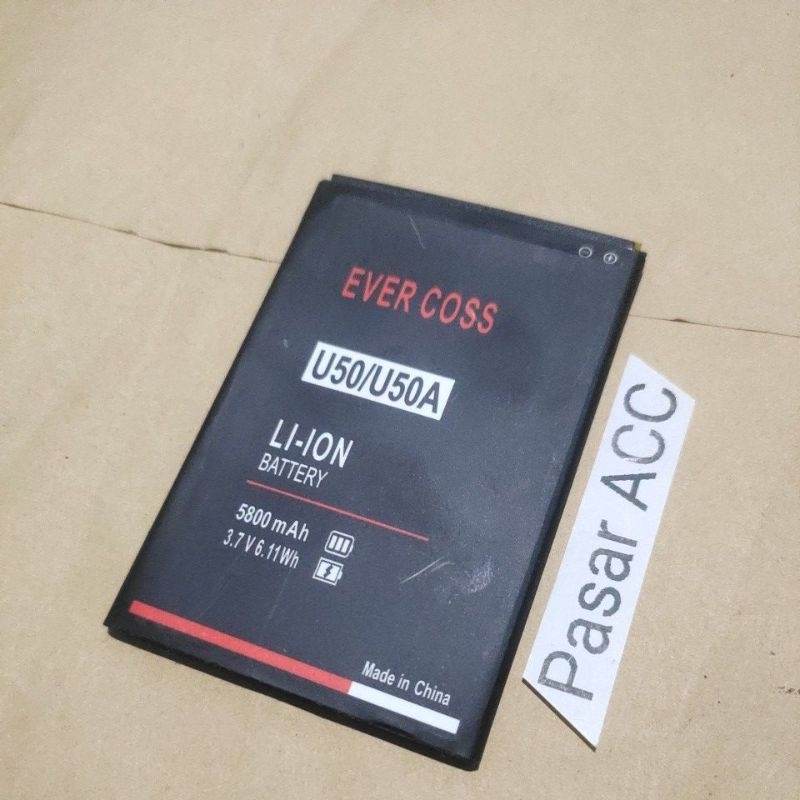 EVER COSS
U50/U50A
LI-ION
BATTERY
5800 mAh
3.7 V 6.11Wh
Made in China
Pasar ACC